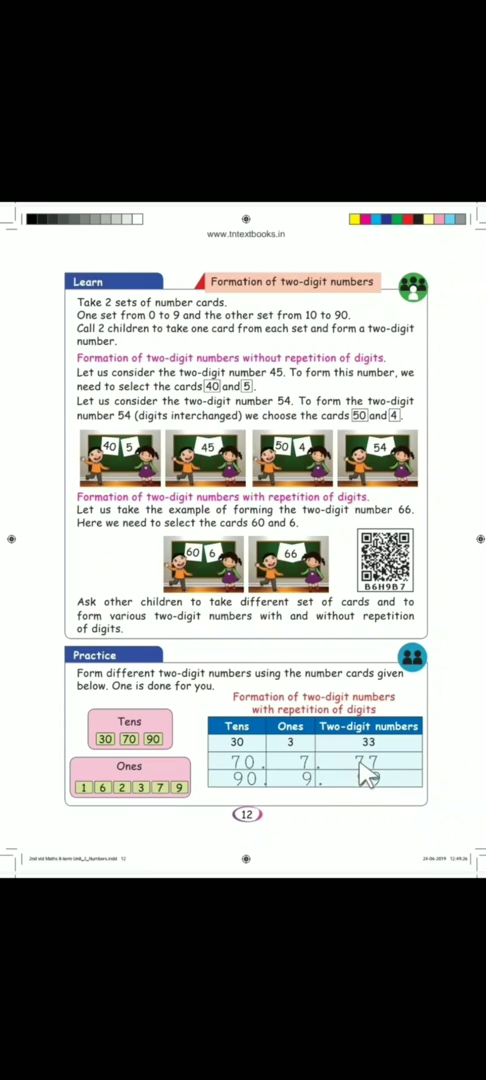 www.tntextbooks.in
Learn
Formation of two-digit numbers
Take 2 sets of number cards.
One set from 0 to 9 and the other set from 10 to 90.
Call 2 children to take one card from each set and form a two-digit
number.
Formation of two-digit numbers without repetition of digits.
Let us consider the two-digit number 45. To form this number, we
need to select the cards 40 and 5.
Let us consider the two-digit number 54. To form the two-digit
number 54 (digits interchanged) we choose the cards 50 and 4.
40 5 45 50 4 54
Formation of two-digit numbers with repetition of digits.
Let us take the example of forming the two-digit number 66.
Here we need to select the cards 60 and 6.
60 6 66
B6H9B7
Ask other children to take different set of cards and to
form various two-digit numbers with and without repetition
of digits.
Practice
Form different two-digit numbers using the number cards given
below. One is done for you.
Formation of two-digit numbers
with repetition of digits
Tens
30 70 90
Ones
1 6 2 3 7 9
Tens Ones Two-digit numbers
30 3 33
70. 7. 77
90. 9.
12
24-06-2019 12:49:26